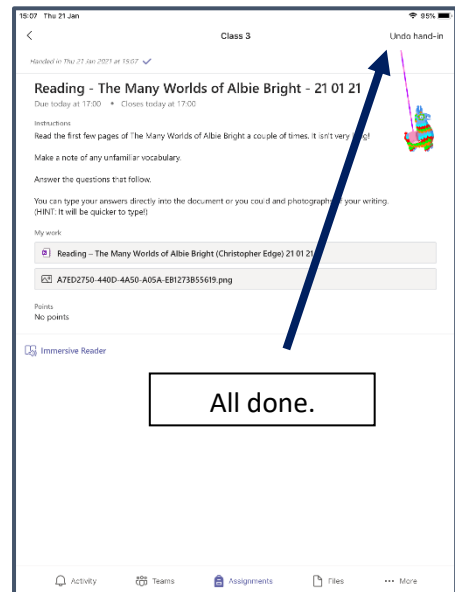 15:07 Thu 21 Jan
95%
Class 3
Undo hand-in
Handed in Thu 21 Jan 2021 at 15:07
Reading - The Many Worlds of Albie Bright - 21 01 21
Due today at 17:00 • Closes today at 17:00
Instructions
Read the first few pages of The Many Worlds of Albie Bright a couple of times. It isn't very long!
Make a note of any unfamiliar vocabulary.
Answer the questions that follow.
You can type your answers directly into the document or you could and photograph of your writing.
(HINT: It will be quicker to type!)
My work
Reading – The Many Worlds of Albie Bright (Christopher Edge) 21 01 21
A7ED2750-440D-4A50-A05A-EB1273B55619.png
Points
No points
Immersive Reader
All done.
Activity
Teams
Assignments
Files
More